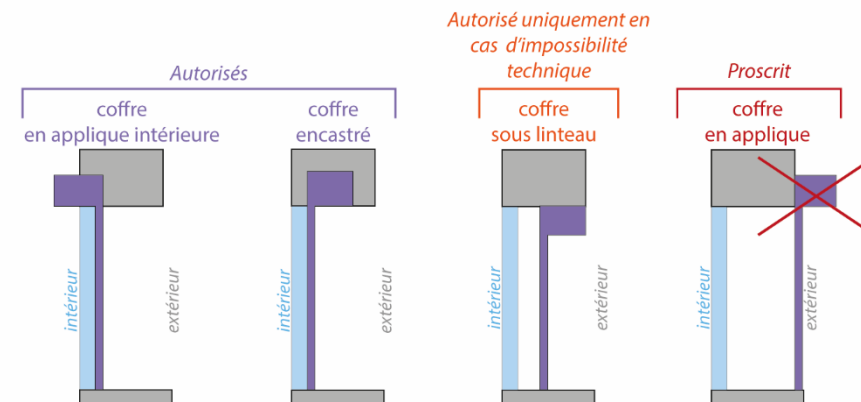 Autorisés
coffre
en applique intérieure
coffre
encastré
Autorisé uniquement en
cas d'impossibilité
technique
coffre
sous linteau
Proscrit
coffre
en applique
intérieur
extérieur
intérieur
extérieur
intérieur
extérieur
intérieur
extérieur